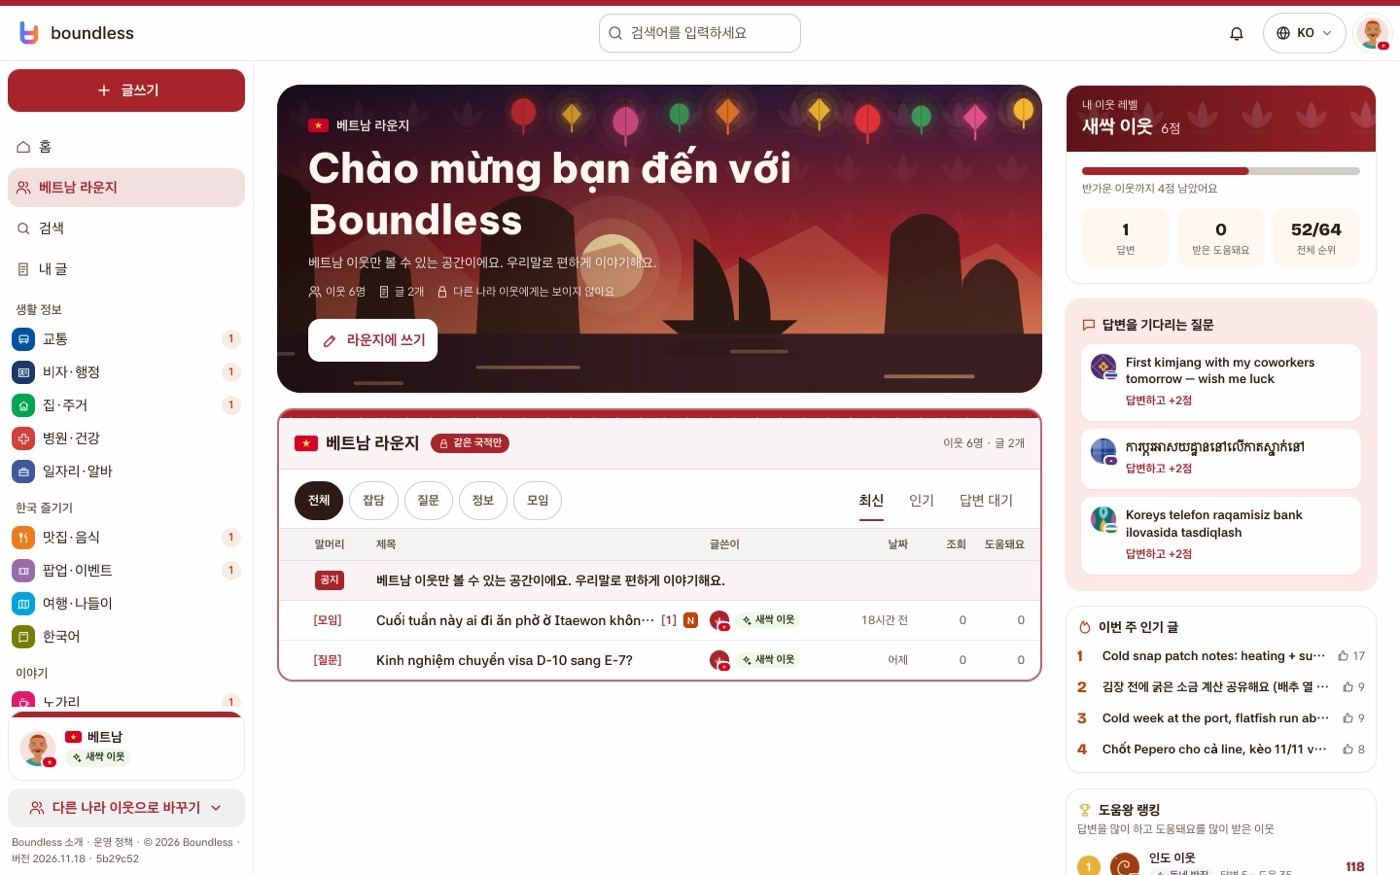 boundless
검색어를 입력하세요
KO
글쓰기
홈
베트남 라운지
검색
내 글
생활 정보
교통 1
비자·행정 1
집·주거 1
병원·건강
일자리·알바
한국 즐기기
맛집·음식 1
팝업·이벤트 1
여행·나들이
한국어
이야기
노가리 1
베트남
새싹 이웃
다른 나라 이웃으로 바꾸기
Boundless 소개 · 운영 정책 · © 2026 Boundless ·
버전 2026.11.18 · 5b29c52
베트남 라운지
Chào mừng bạn đến với
Boundless
베트남 이웃만 볼 수 있는 공간이에요. 우리말로 편하게 이야기해요.
이웃 6명 글 2개 다른 나라 이웃에게는 보이지 않아요
라운지에 쓰기
베트남 라운지 같은 국적만 이웃 6명 · 글 2개
전체 잡담 질문 정보 모임 최신 인기 답변 대기
말머리 제목 글쓴이 날짜 조회 도움돼요
공지 베트남 이웃만 볼 수 있는 공간이에요. 우리말로 편하게 이야기해요.
[모임] Cuối tuần này ai đi ăn phở ở Itaewon khôn… [1] N 새싹 이웃 18시간 전 0 0
[질문] Kinh nghiệm chuyển visa D-10 sang E-7? 새싹 이웃 어제 0 0
내 이웃 레벨
새싹 이웃 6점
반가운 이웃까지 4점 남았어요
1 0 52/64
답변 받은 도움돼요 전체 순위
답변을 기다리는 질문
First kimjang with my coworkers
tomorrow — wish me luck
답변하고 +2점
답변하고 +2점
Koreys telefon raqamisiz bank
ilovasida tasdiqlash
답변하고 +2점
이번 주 인기 글
1 Cold snap patch notes: heating + su… 17
2 김장 전에 굵은 소금 계산 공유해요 (배추 열 … 9
3 Cold week at the port, flatfish run ab… 9
4 Chốt Pepero cho cả line, kèo 11/11 v… 8
도움왕 랭킹
답변을 많이 하고 도움돼요를 많이 받은 이웃
1 인도 이웃 118